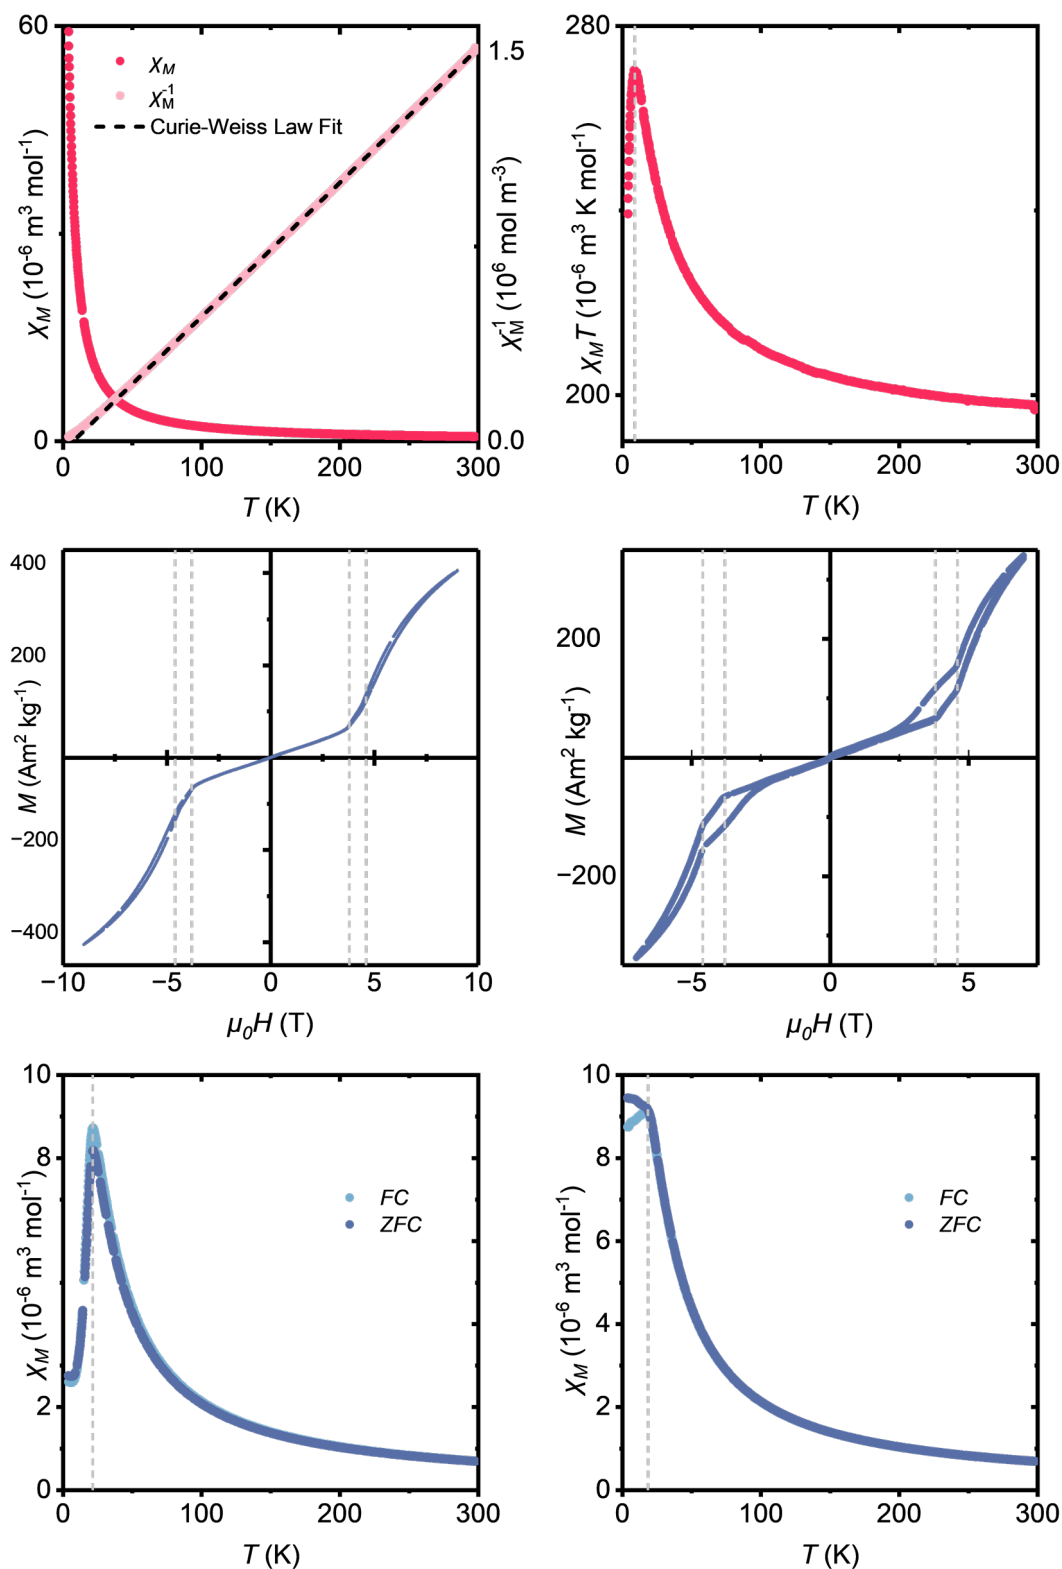 60
χM
χM-1
Curie-Weiss Law Fit
1.5
χM (10-6 m3 mol-1)
χM-1 (106 mol m-3)
0
0.0
0 100 200 300
T (K)
280
χMT (10-6 m3 K mol-1)
200
0 100 200 300
T (K)
400
200
M (Am2 kg-1)
−200
−400
−10 −5 0 5 10
μ0H (T)
200
M (Am2 kg-1)
−200
−5 0 5
μ0H (T)
10
8
FC
ZFC
χM (10-6 m3 mol-1)
2
0
0 100 200 300
T (K)
10
8
FC
ZFC
6
χM (10-6 m3 mol-1)
4
2
0
0 100 200 300
T (K)